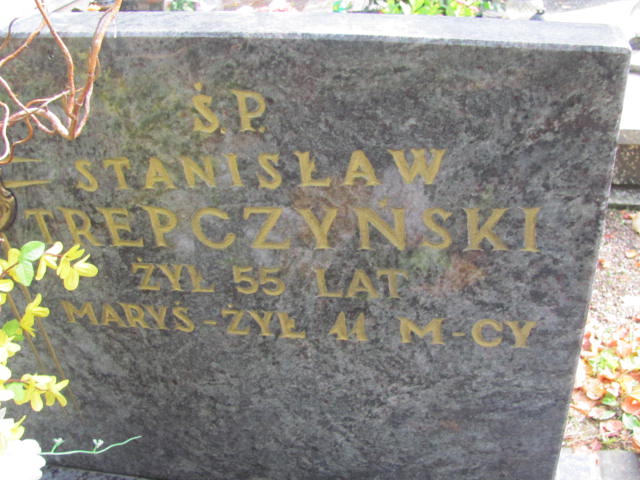 Ś.P.
STANISŁAW
TREPCZYŃSKI
ŻYŁ 55 LAT
MARYŚ - ŻYŁ 11 M-CY